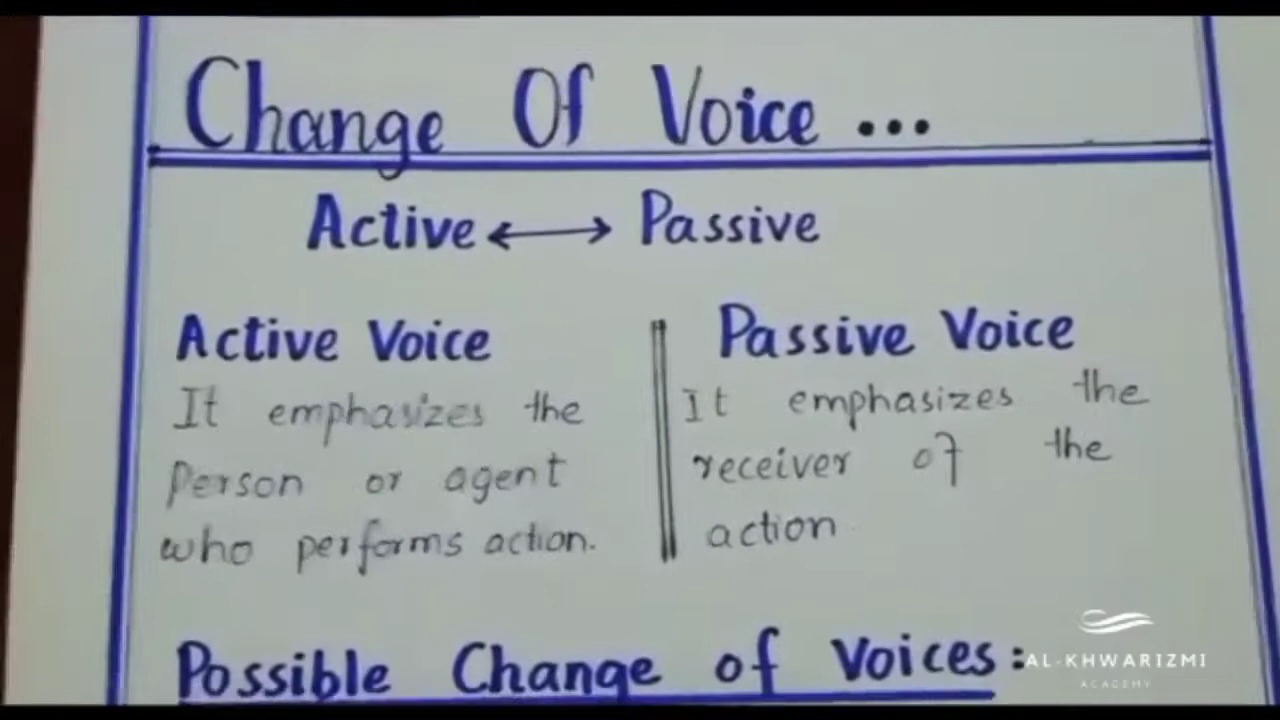 Change Of Voice ...
Active ↔ Passive
Active Voice
It emphasizes the
Person or agent
who performs action.
Passive Voice
It emphasizes the
receiver of the
action
Possible Change of Voices:
AL-KHWARIZMI
ACADEMY